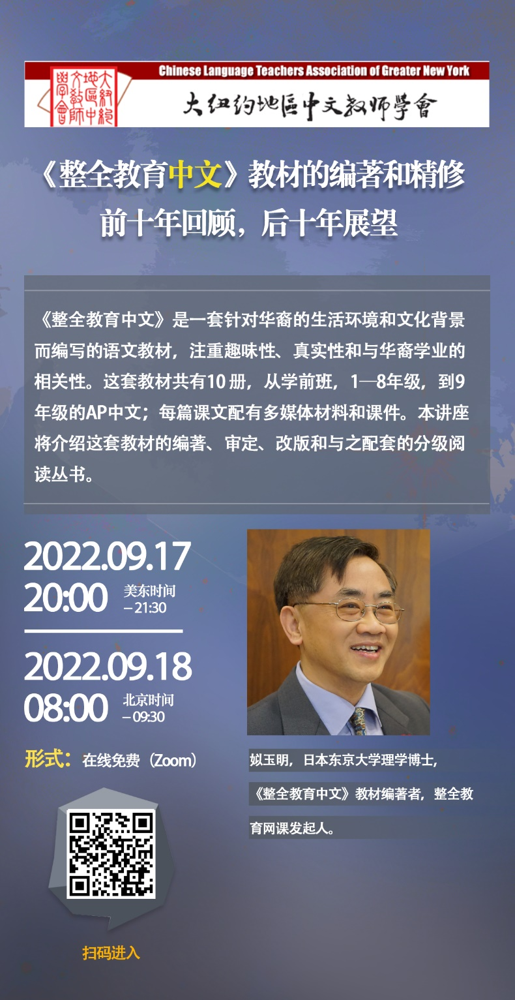 Chinese Language Teachers Association of Greater New York
大紐約地區中文教師學會
大纽约地區中文教师學會
《整全教育中文》教材的编著和精修
前十年回顾，后十年展望
《整全教育中文》是一套针对华裔的生活环境和文化背景
而编写的语文教材，注重趣味性、真实性和与华裔学业的
相关性。这套教材共有10 册，从学前班，1—8年级，到9
年级的AP中文；每篇课文配有多媒体材料和课件。本讲座
将介绍这套教材的编著、审定、改版和与之配套的分级阅
读丛书。
2022.09.17
20:00 美东时间
– 21:30
2022.09.18
08:00 北京时间
– 09:30
形式：在线免费（Zoom）
扫码进入
姒玉明，日本东京大学理学博士，
《整全教育中文》教材编著者，整全教
育网课发起人。